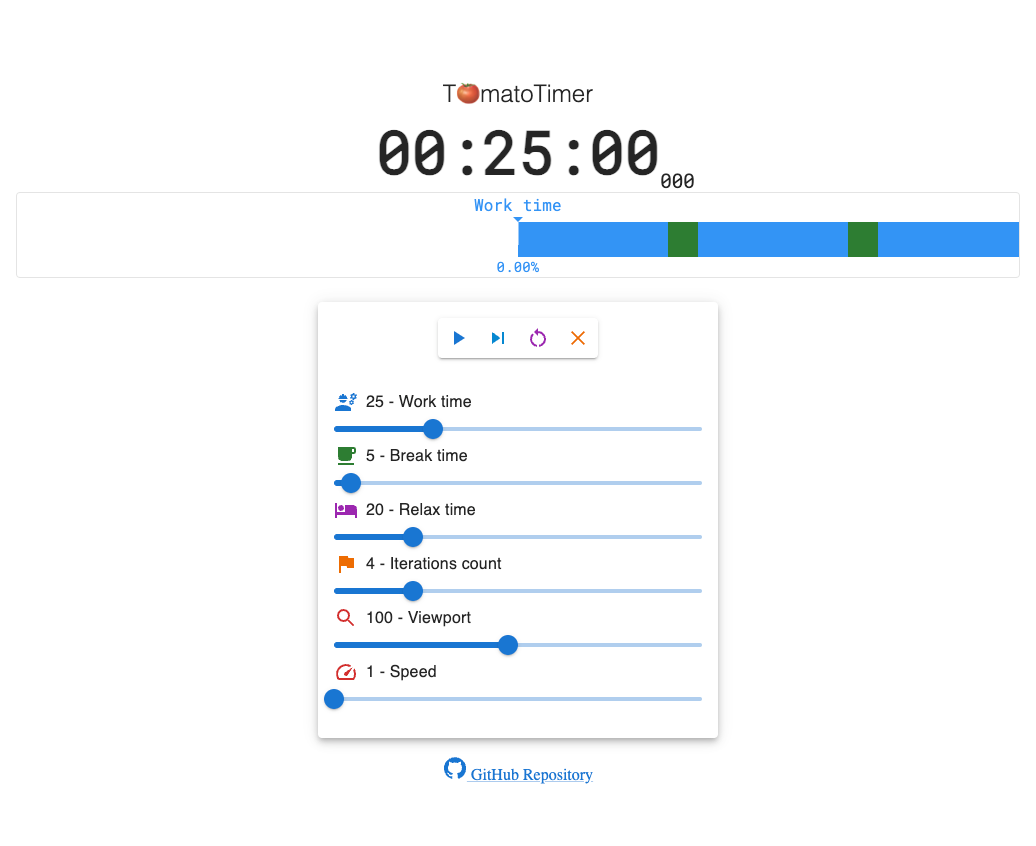 T🍅matoTimer
00:25:00
000
Work time
0.00%
25 - Work time
5 - Break time
20 - Relax time
4 - Iterations count
100 - Viewport
1 - Speed
GitHub Repository